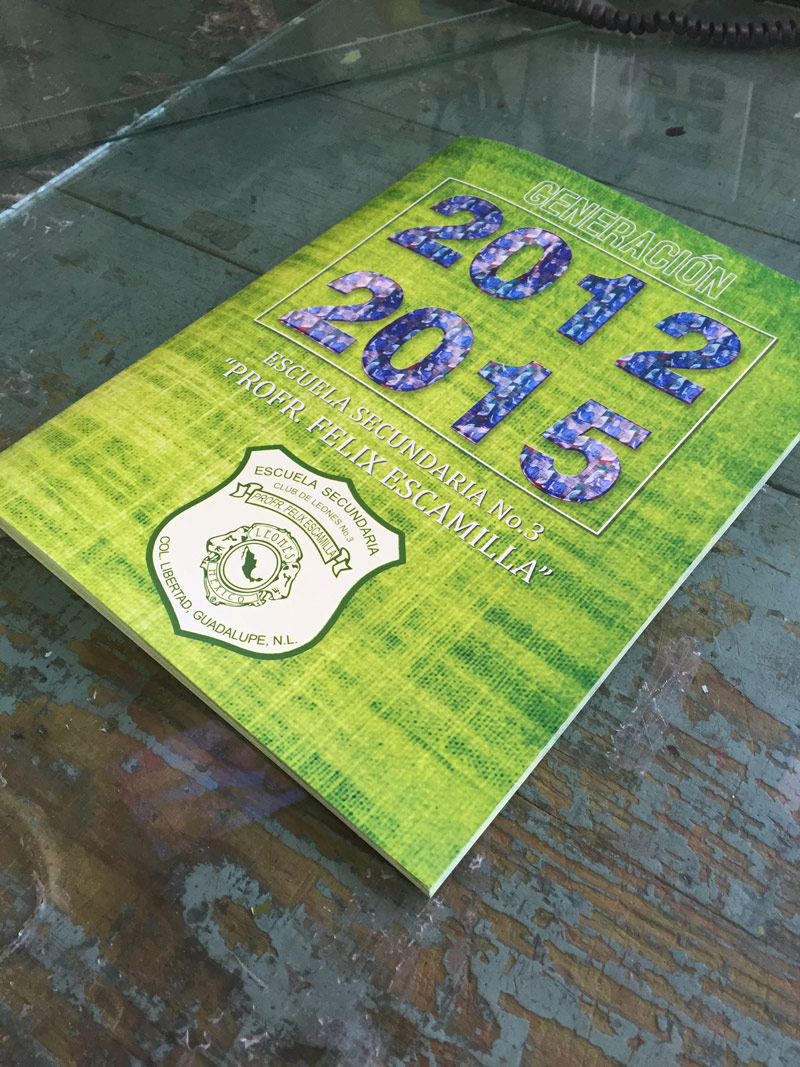 GENERACIÓN
2012
2015
ESCUELA SECUNDARIA No.3
“PROFR. FELIX ESCAMILLA”
ESCUELA SECUNDARIA
CLUB DE LEONES No.3
PROFR. FELIX ESCAMILLA
LEONES
MEXICO
COL. LIBERTAD, GUADALUPE, N.L.